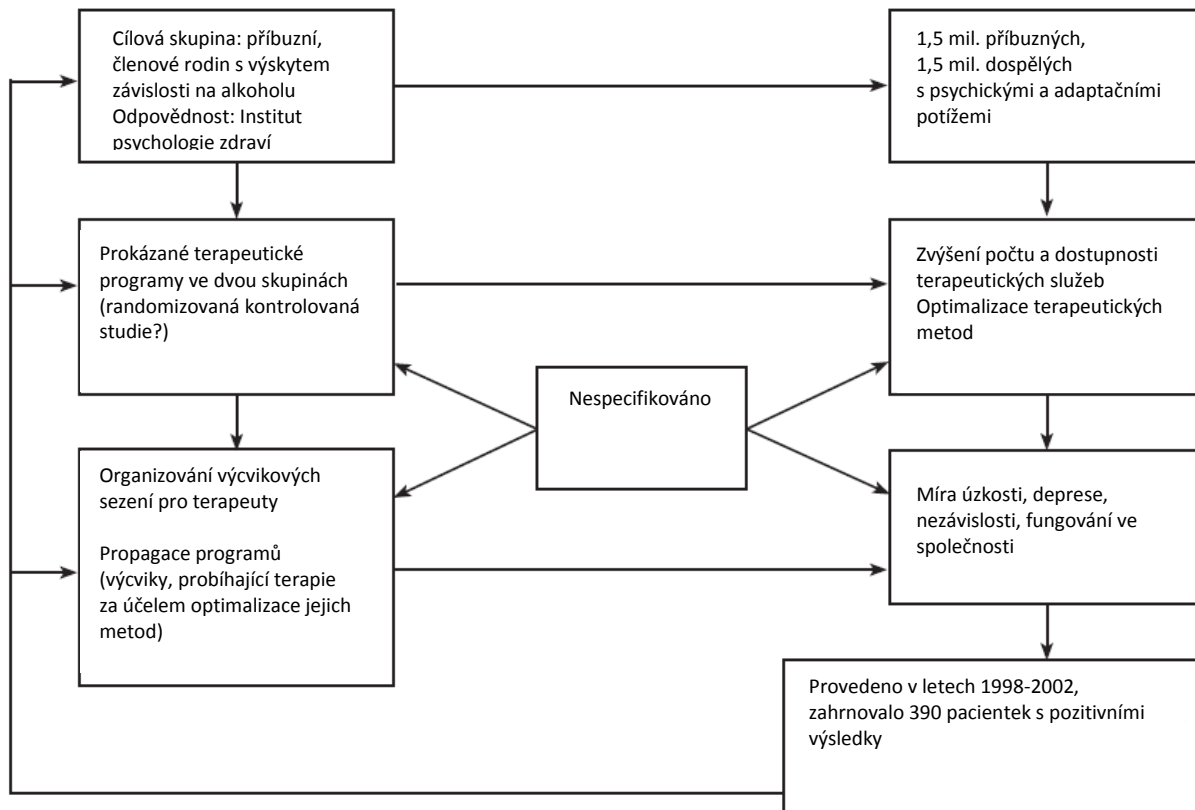 Cílová skupina: příbuzní,
členové rodin s výskytem
závislosti na alkoholu
Odpovědnost: Institut
psychologie zdraví
1,5 mil. příbuzných,
1,5 mil. dospělých
s psychickými a adaptačními
potížemi
Prokázané terapeutické
programy ve dvou skupinách
(randomizovaná kontrolovaná
studie?)
Zvýšení počtu a dostupnosti
terapeutických služeb
Optimalizace terapeutických
metod
Nespecifikováno
Organizování výcvikových
sezení pro terapeuty
Propagace programů
(výcviky, probíhající terapie
za účelem optimalizace jejich
metod)
Míra úzkosti, deprese,
nezávislosti, fungování ve
společnosti
Provedeno v letech 1998-2002,
zahrnovalo 390 pacientek s pozitivními
výsledky